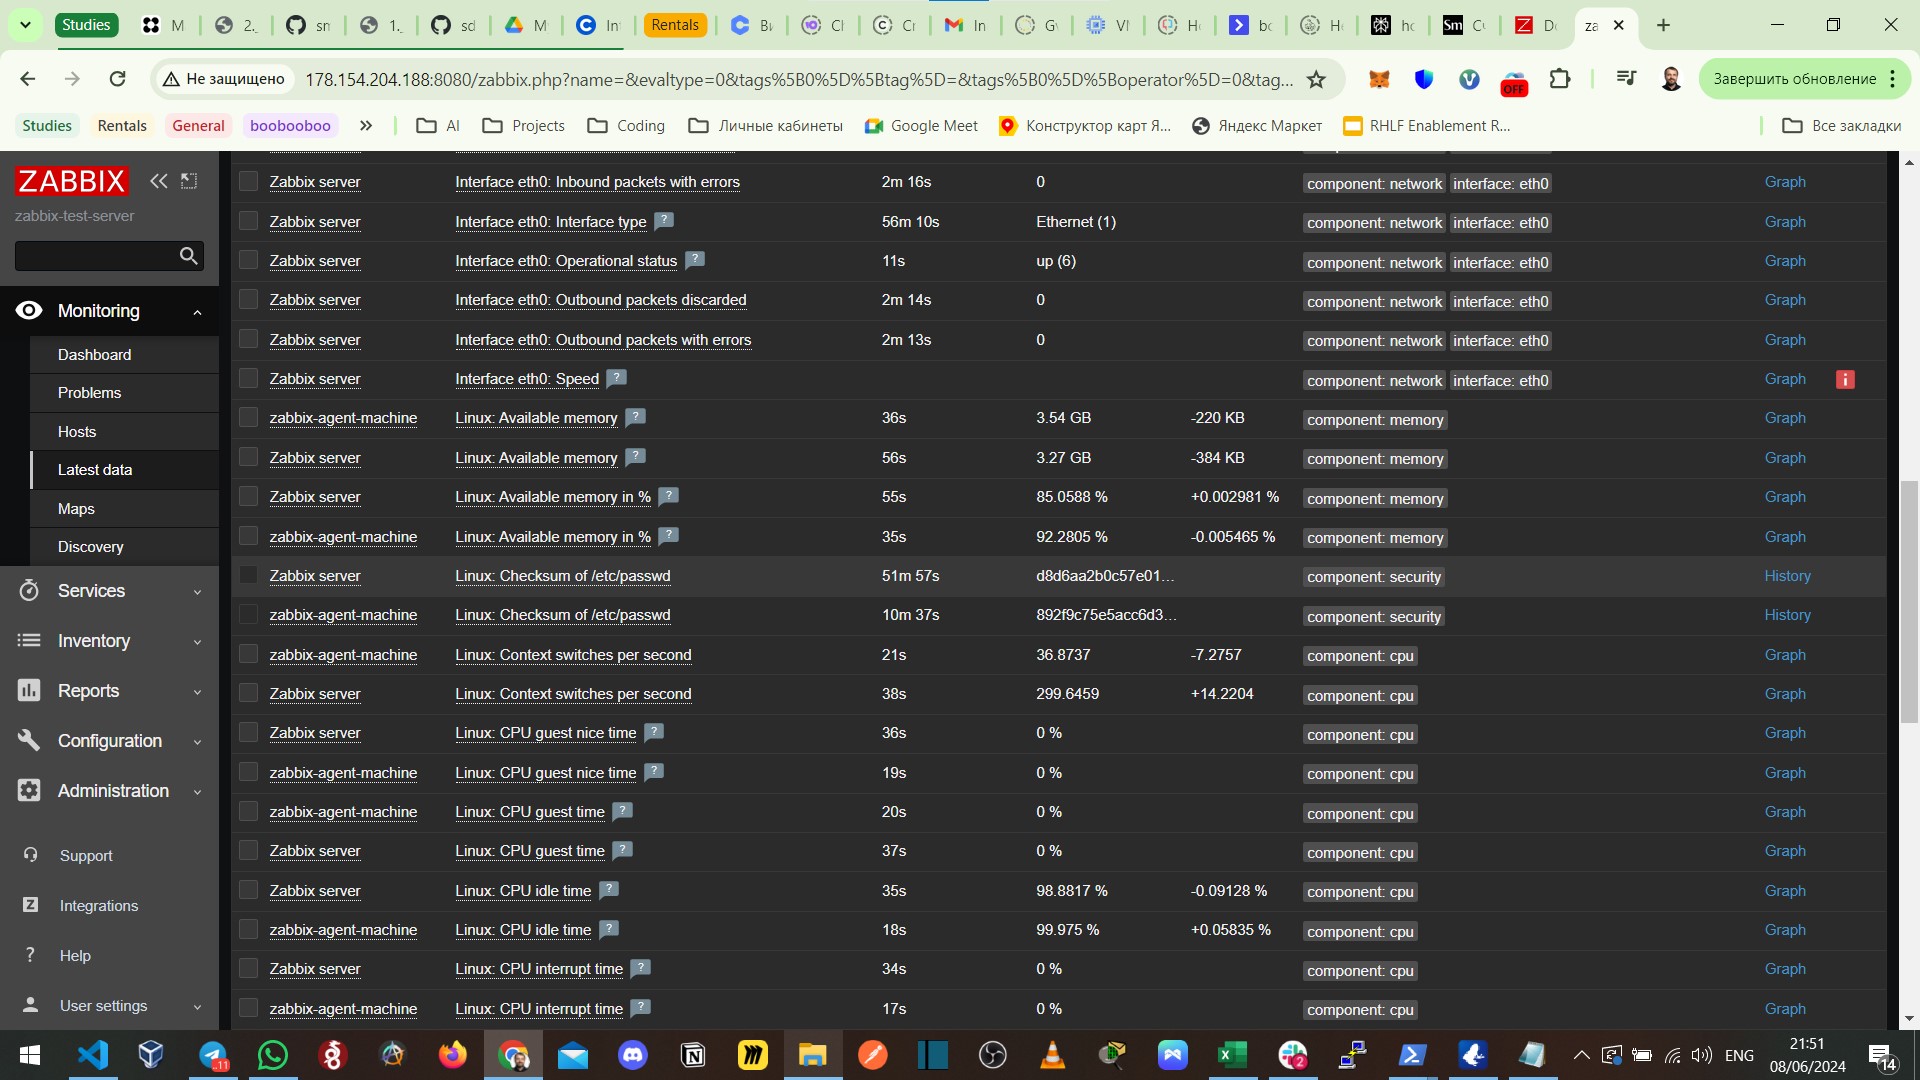 Studies M 2. sn 1. sd M In Rentals Ви Cl Cr In G VI H bc H hc Sm C D za
Не защищено 178.154.204.188:8080/zabbix.php?name=&evaltype=0&tags%5B0%5D%5Btag%5D=&tags%5B0%5D%5Boperator%5D=0&tag... OFF Завершить обновление
Studies Rentals General boobooboo AI Projects Coding Личные кабинеты Google Meet Конструктор карт Я... Яндекс Маркет RHLF Enablement R... Все закладки
ZABBIX
zabbix-test-server
Monitoring
Dashboard
Problems
Hosts
Latest data
Maps
Discovery
Services
Inventory
Reports
Configuration
Administration
Support
Integrations
Help
User settings
Zabbix server Interface eth0: Inbound packets with errors 2m 16s 0 component: network interface: eth0 Graph
Zabbix server Interface eth0: Interface type ? 56m 10s Ethernet (1) component: network interface: eth0 Graph
Zabbix server Interface eth0: Operational status ? 11s up (6) component: network interface: eth0 Graph
Zabbix server Interface eth0: Outbound packets discarded 2m 14s 0 component: network interface: eth0 Graph
Zabbix server Interface eth0: Outbound packets with errors 2m 13s 0 component: network interface: eth0 Graph
Zabbix server Interface eth0: Speed ? component: network interface: eth0 Graph i
zabbix-agent-machine Linux: Available memory ? 36s 3.54 GB -220 KB component: memory Graph
Zabbix server Linux: Available memory ? 56s 3.27 GB -384 KB component: memory Graph
Zabbix server Linux: Available memory in % ? 55s 85.0588 % +0.002981 % component: memory Graph
zabbix-agent-machine Linux: Available memory in % ? 35s 92.2805 % -0.005465 % component: memory Graph
Zabbix server Linux: Checksum of /etc/passwd 51m 57s d8d6aa2b0c57e01... component: security History
zabbix-agent-machine Linux: Checksum of /etc/passwd 10m 37s 892f9c75e5acc6d3... component: security History
zabbix-agent-machine Linux: Context switches per second 21s 36.8737 -7.2757 component: cpu Graph
Zabbix server Linux: Context switches per second 38s 299.6459 +14.2204 component: cpu Graph
Zabbix server Linux: CPU guest nice time ? 36s 0 % component: cpu Graph
zabbix-agent-machine Linux: CPU guest nice time ? 19s 0 % component: cpu Graph
zabbix-agent-machine Linux: CPU guest time ? 20s 0 % component: cpu Graph
Zabbix server Linux: CPU guest time ? 37s 0 % component: cpu Graph
Zabbix server Linux: CPU idle time ? 35s 98.8817 % -0.09128 % component: cpu Graph
zabbix-agent-machine Linux: CPU idle time ? 18s 99.975 % +0.05835 % component: cpu Graph
Zabbix server Linux: CPU interrupt time ? 34s 0 % component: cpu Graph
zabbix-agent-machine Linux: CPU interrupt time ? 17s 0 % component: cpu Graph
11 2 ENG 21:51
08/06/2024 14